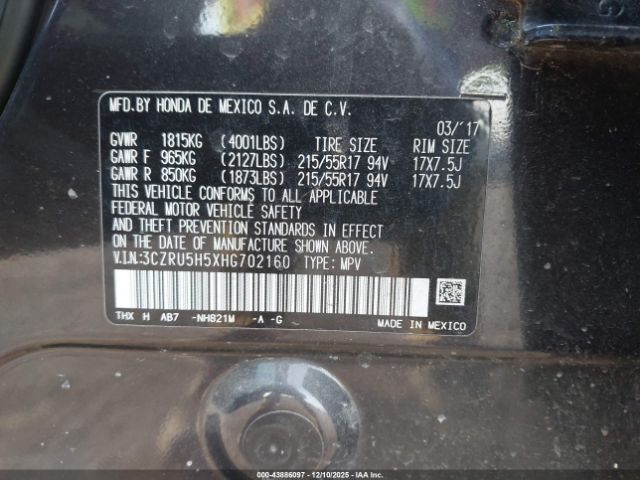 MFD.BY HONDA DE MEXICO S.A. DE C.V.
03/'17
GVWR 1815KG (4001LBS) TIRE SIZE RIM SIZE
GAWR F 965KG (2127LBS) 215/55R17 94V 17X7.5J
GAWR R 850KG (1873LBS) 215/55R17 94V 17X7.5J
THIS VEHICLE CONFORMS TO ALL APPLICABLE
FEDERAL MOTOR VEHICLE SAFETY
AND THEFT PREVENTION STANDARDS IN EFFECT
ON THE DATE OF MANUFACTURE SHOWN ABOVE.
V.I.N.:3CZRU5H5XHG702160 TYPE: MPV
THX H AB7 -NH821M -A -G MADE IN MEXICO
000-43886097 - 12/10/2025 - IAAI.COM